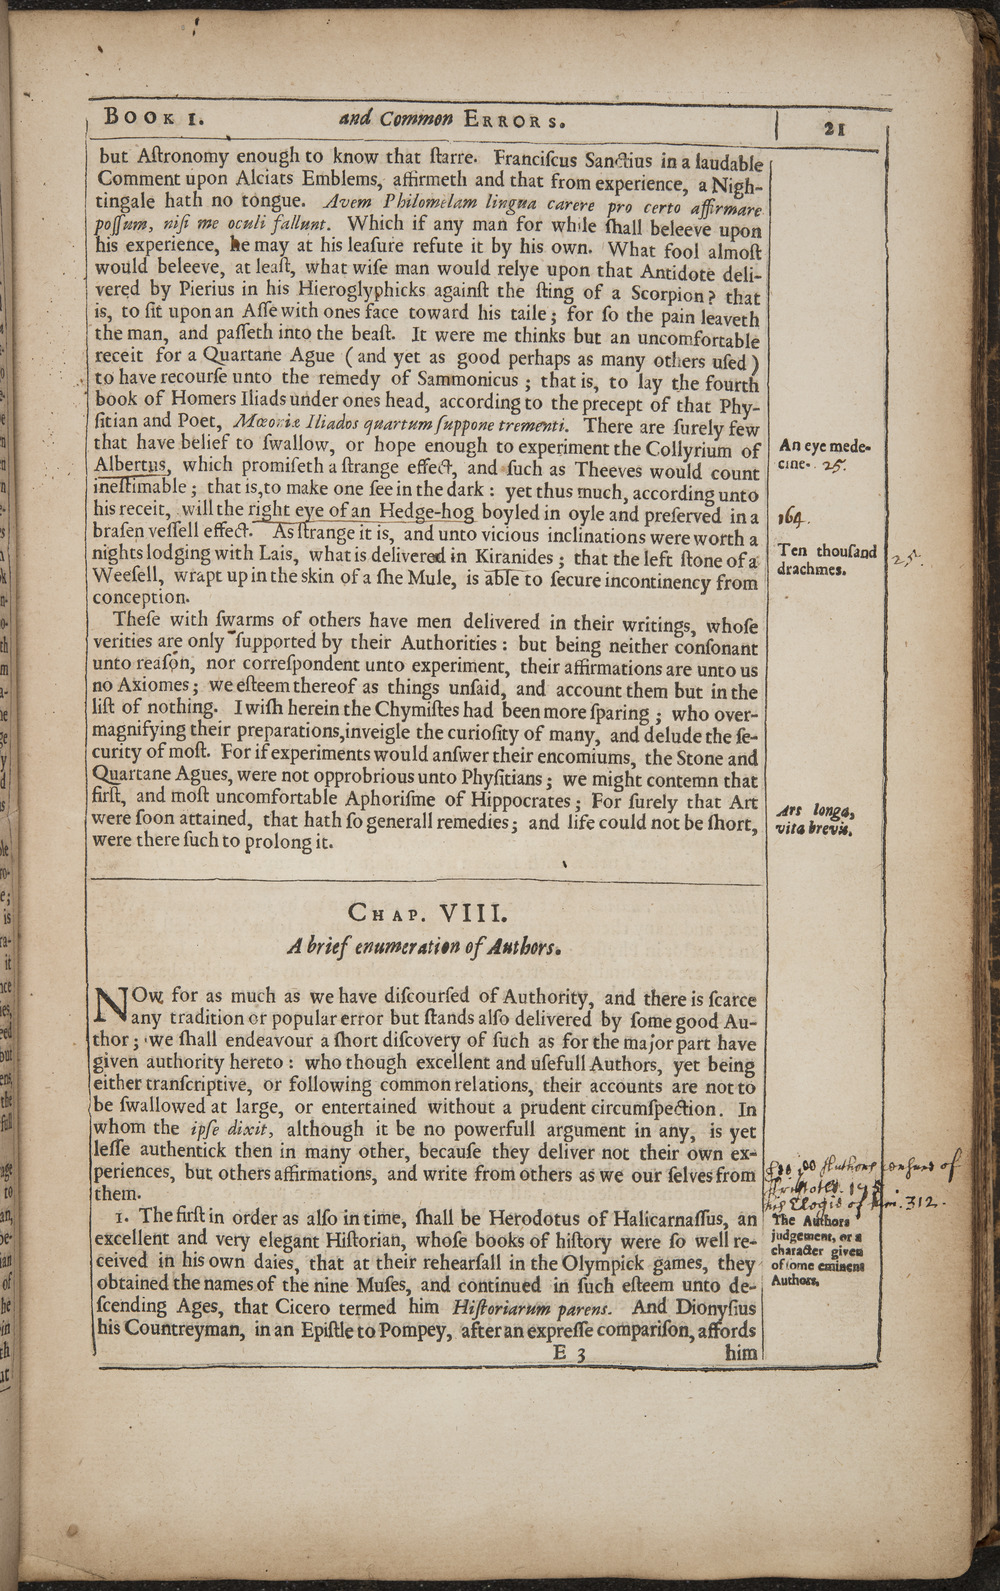 BOOK 1. and Common ERRORS. 21
but Aſtronomy enough to know that ſtarre. Franciſcus Sanctius in a laudable
Comment upon Alciats Emblems, affirmeth and that from experience, a Nigh-
tingale hath no tongue. Avem Philomelam lingua carere pro certo affirmare
poſſum, niſi me oculi fallunt. Which if any man for while ſhall beleeve upon
his experience, he may at his leaſure refute it by his own. What fool almoſt
would beleeve, at leaſt, what wiſe man would relye upon that Antidote deli-
vered by Pierius in his Hieroglyphicks againſt the ſting of a Scorpion? that
is, to ſit upon an Aſſe with ones face toward his taile; for ſo the pain leaveth
the man, and paſſeth into the beaſt. It were me thinks but an uncomfortable
receit for a Quartane Ague (and yet as good perhaps as many others uſed)
to have recourſe unto the remedy of Sammonicus; that is, to lay the fourth
book of Homers Iliads under ones head, according to the precept of that Phy-
ſitian and Poet, Mæoniæ Iliados quartum ſuppone trementi. There are ſurely few
that have belief to ſwallow, or hope enough to experiment the Collyrium of
Albertus, which promiſeth a ſtrange effect, and ſuch as Theeves would count
ineſtimable; that is, to make one ſee in the dark: yet thus much, according unto
his receit, will the right eye of an Hedge-hog boyled in oyle and preſerved in a
braſen veſſell effect. As ſtrange it is, and unto vicious inclinations were worth a
nights lodging with Lais, what is delivered in Kiranides; that the left ſtone of a
Weeſell, wrapt up in the skin of a ſhe Mule, is able to ſecure incontinency from
conception.
An eye mede-
cine. 25.
164.
Ten thouſand
drachmes.
25.
Theſe with ſwarms of others have men delivered in their writings, whoſe
verities are only ſupported by their Authorities: but being neither conſonant
unto reaſon, nor correſpondent unto experiment, their affirmations are unto us
no Axiomes; we eſteem thereof as things unſaid, and account them but in the
liſt of nothing. I wiſh herein the Chymiſtes had been more ſparing; who over-
magnifying their preparations, inveigle the curioſity of many, and delude the ſe-
curity of moſt. For if experiments would anſwer their encomiums, the Stone and
Quartane Agues, were not opprobrious unto Phyſitians; we might contemn that
firſt, and moſt uncomfortable Aphoriſme of Hippocrates; For ſurely that Art
were ſoon attained, that hath ſo generall remedies; and life could not be ſhort,
were there ſuch to prolong it.
Ars longa,
vita brevis.
CHAP. VIII.
A brief enumeration of Authors.
NOw for as much as we have diſcourſed of Authority, and there is ſcarce
any tradition or popular error but ſtands alſo delivered by ſome good Au-
thor; we ſhall endeavour a ſhort diſcovery of ſuch as for the major part have
given authority hereto: who though excellent and uſefull Authors, yet being
either tranſcriptive, or following common relations, their accounts are not to
be ſwallowed at large, or entertained without a prudent circumſpection. In
whom the ipſe dixit, although it be no powerfull argument in any, is yet
leſſe authentick then in many other, becauſe they deliver not their own ex-
periences, but others affirmations, and write from others as we our ſelves from
them.
1. The firſt in order as alſo in time, ſhall be Herodotus of Halicarnaſſus, an
excellent and very elegant Hiſtorian, whoſe books of hiſtory were ſo well re-
ceived in his own daies, that at their rehearſall in the Olympick games, they
obtained the names of the nine Muſes, and continued in ſuch eſteem unto de-
ſcending Ages, that Cicero termed him Hiſtoriarum parens. And Dionyſius
his Countreyman, in an Epiſtle to Pompey, after an expreſſe compariſon, affords
Authors cenſure of
his Elogie of 312.
The Authors
judgement, or a
character given
of ſome eminent
Authors.
E 3 him